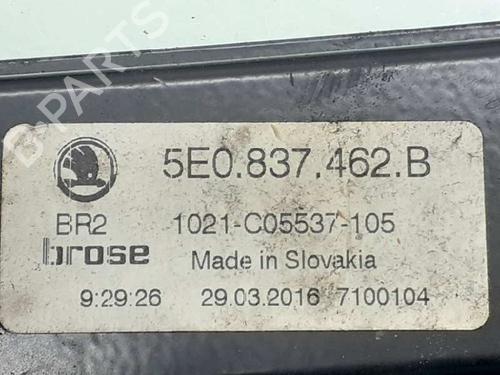 B-PARTS
5E0.837.462.B
BR2 1021-C05537-105
brose Made in Slovakia
9:29:26 29.03.2016 7100104